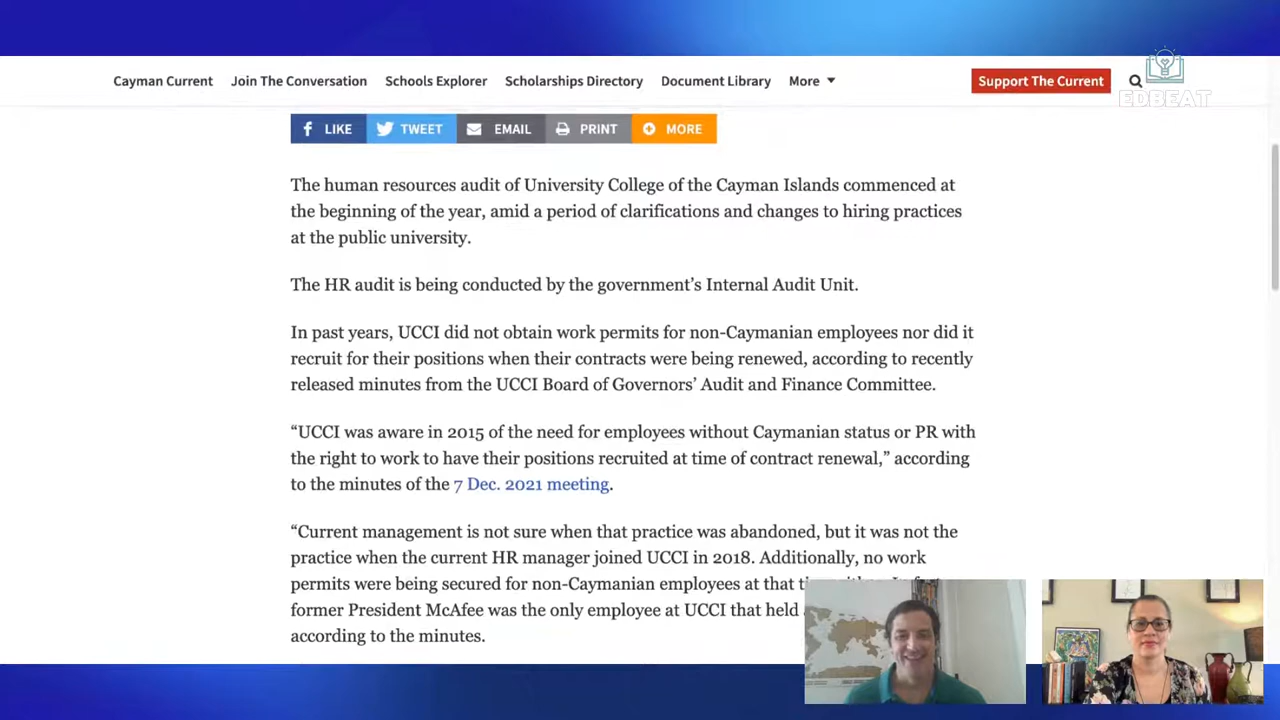 Cayman Current Join The Conversation Schools Explorer Scholarships Directory Document Library More Support The Current
EDBEAT
LIKE TWEET EMAIL PRINT MORE
The human resources audit of University College of the Cayman Islands commenced at
the beginning of the year, amid a period of clarifications and changes to hiring practices
at the public university.
The HR audit is being conducted by the government’s Internal Audit Unit.
In past years, UCCI did not obtain work permits for non-Caymanian employees nor did it
recruit for their positions when their contracts were being renewed, according to recently
released minutes from the UCCI Board of Governors’ Audit and Finance Committee.
“UCCI was aware in 2015 of the need for employees without Caymanian status or PR with
the right to work to have their positions recruited at time of contract renewal,” according
to the minutes of the 7 Dec. 2021 meeting.
“Current management is not sure when that practice was abandoned, but it was not the
practice when the current HR manager joined UCCI in 2018. Additionally, no work
permits were being secured for non-Caymanian employees at that
former President McAfee was the only employee at UCCI that held
according to the minutes.